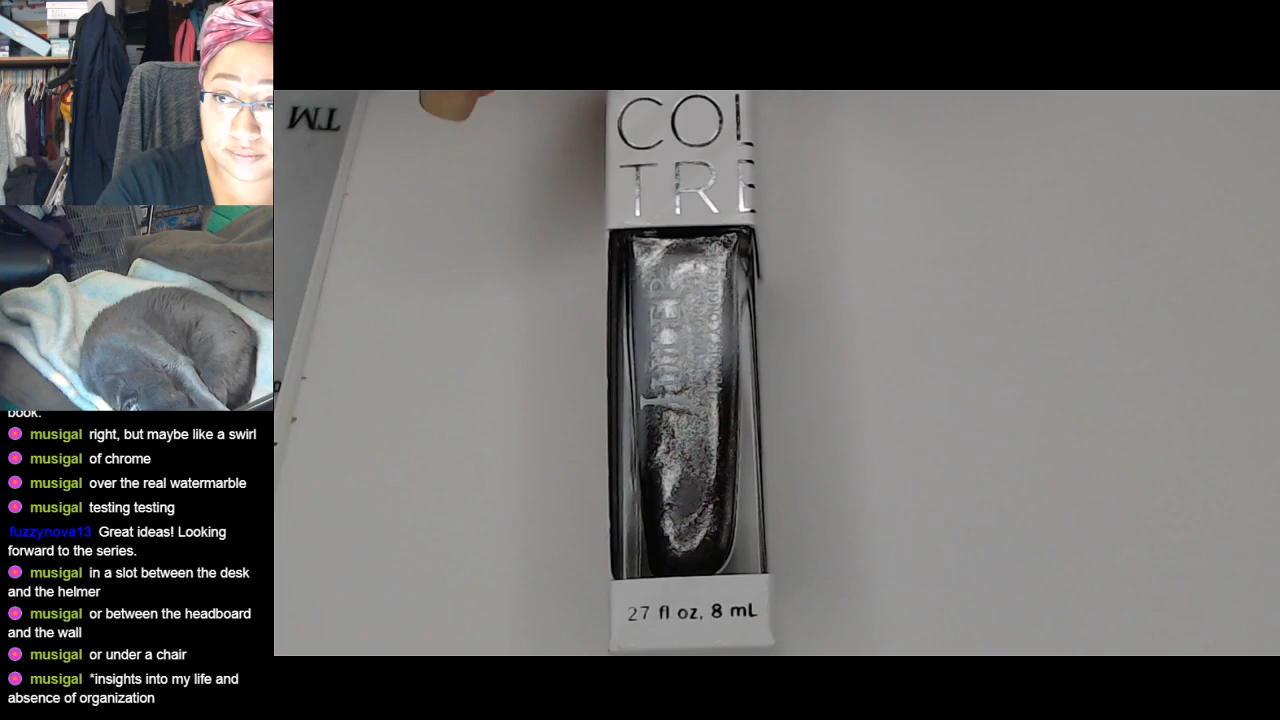 TM
COL
TRE
27 fl oz, 8 mL
book.
musigal right, but maybe like a swirl
musigal of chrome
musigal over the real watermarble
musigal testing testing
fuzzynova13 Great ideas! Looking
forward to the series.
musigal in a slot between the desk
and the helmer
musigal or between the headboard
and the wall
musigal or under a chair
musigal *insights into my life and
absence of organization